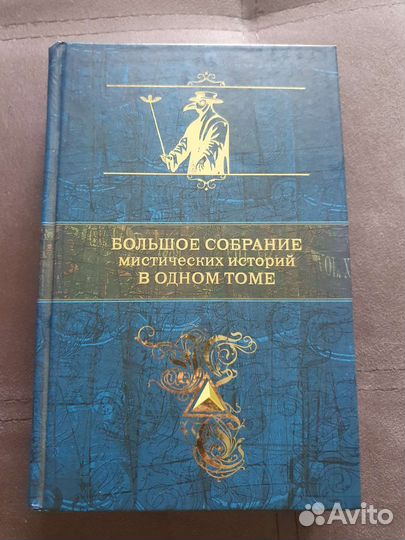 БОЛЬШОЕ СОБРАНИЕ
МИСТИЧЕСКИХ ИСТОРИЙ
В ОДНОМ ТОМЕ
Avito